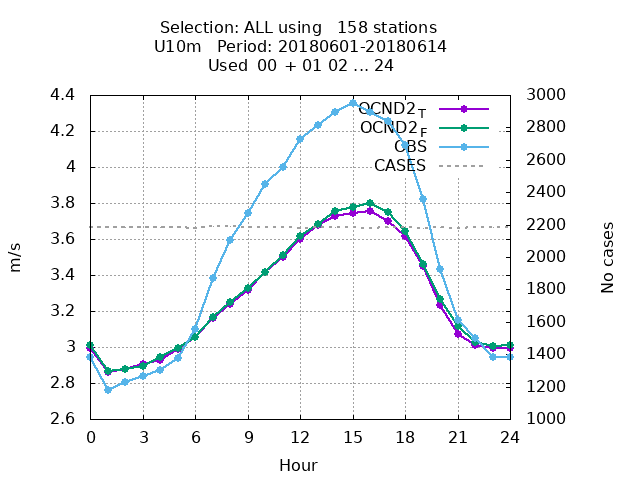 Selection: ALL using   158 stations
U10m   Period: 20180601-20180614
Used  00 + 01 02 ... 24
4.4
4.2
4
3.8
3.6
3.4
3.2
3
2.8
2.6
m/s
OCND2 T
OCND2 F
OBS
CASES
3000
2800
2600
2400
2200
2000
1800
1600
1400
1200
1000
No cases
0 3 6 9 12 15 18 21 24
Hour